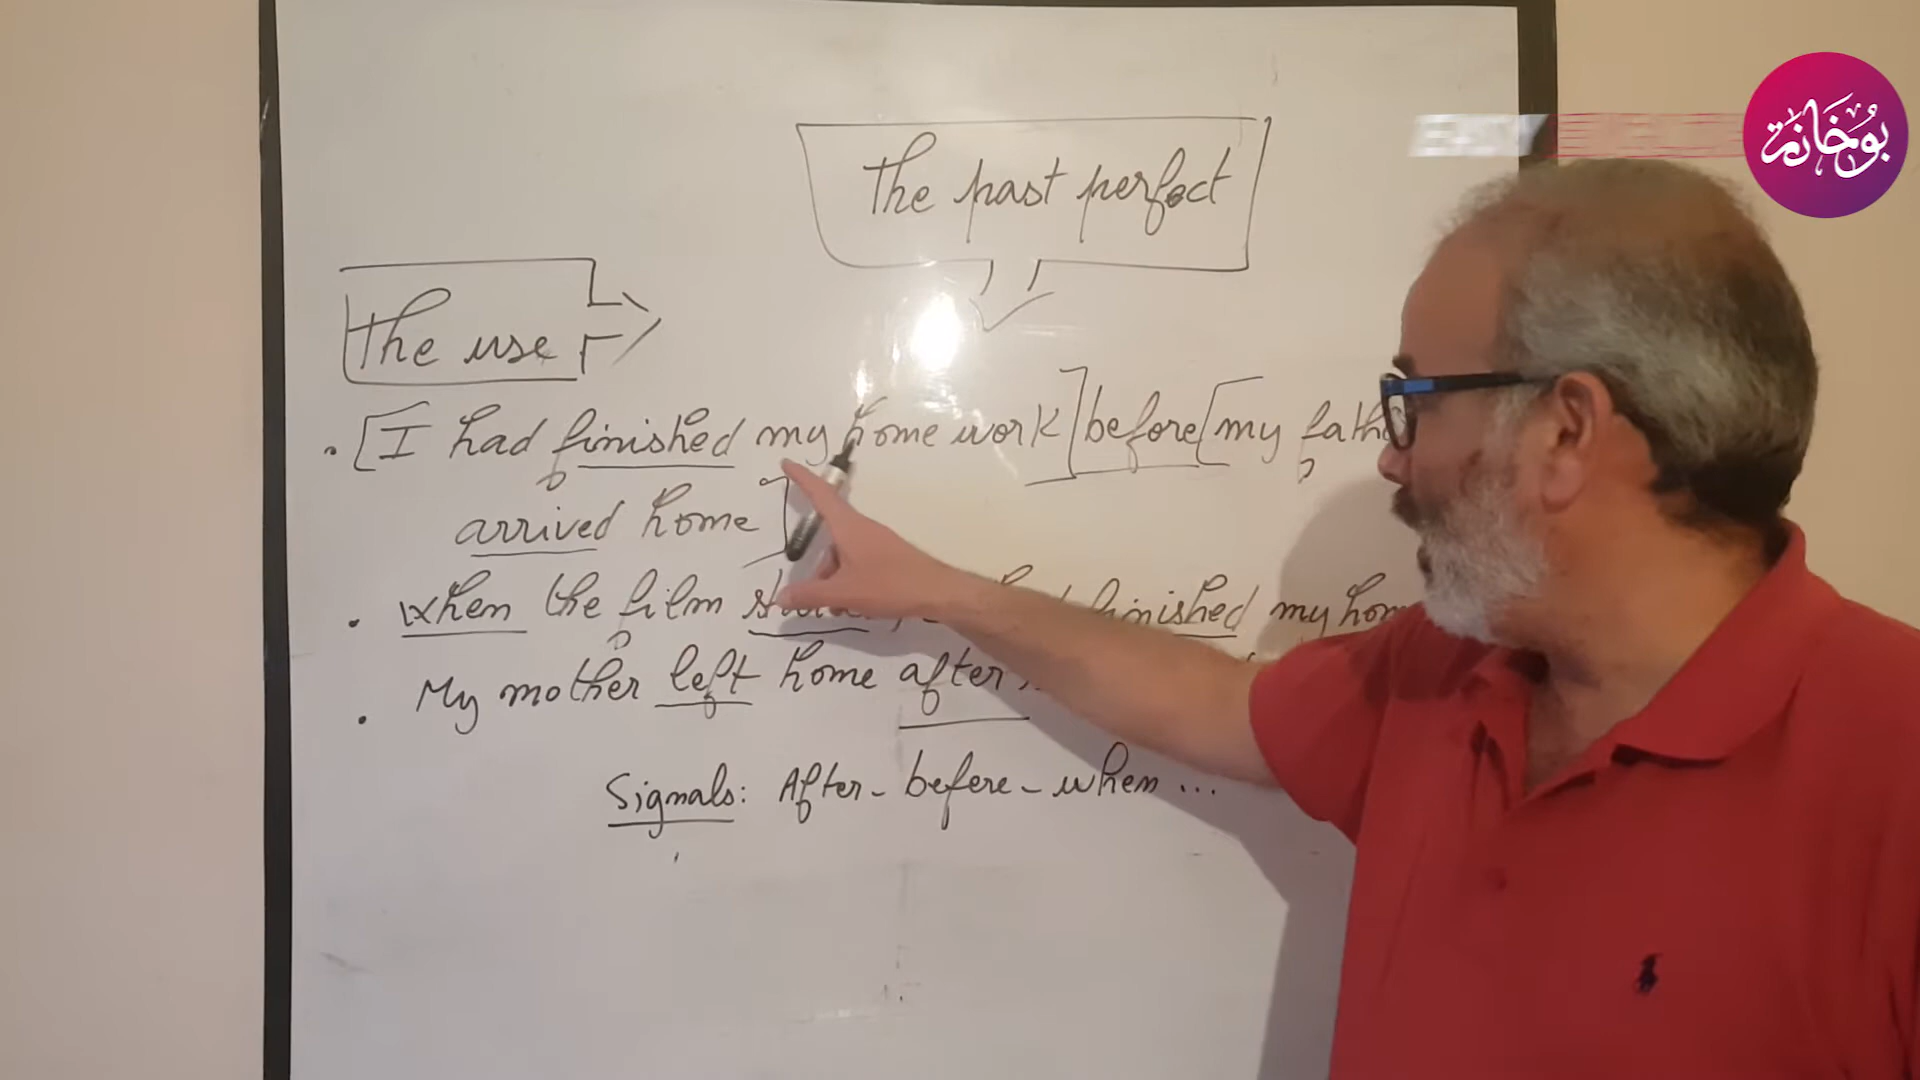 بوخانة
The past perfect
The use
. [I had finished my home work] before [my fath
arrived home]
. when the film finished my hom
. My mother left home after
Signals: After - before - when ...